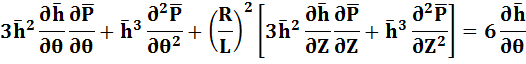 3h̄² ∂h̄/∂θ ∂P̄/∂θ + h̄³ ∂²P̄/∂θ² + (R/L)² [3h̄² ∂h̄/∂Z ∂P̄/∂Z + h̄³ ∂²P̄/∂Z²] = 6 ∂h̄/∂θ